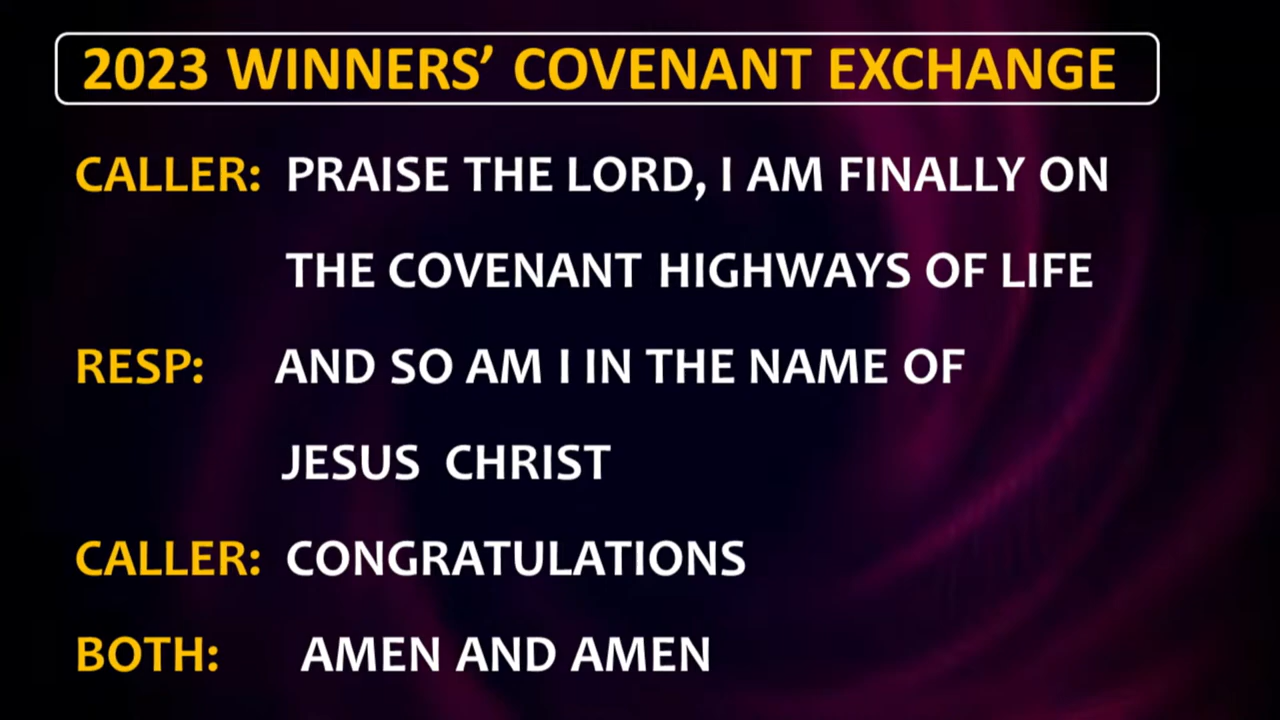 2023 WINNERS’ COVENANT EXCHANGE
CALLER: PRAISE THE LORD, I AM FINALLY ON
THE COVENANT HIGHWAYS OF LIFE
RESP: AND SO AM I IN THE NAME OF
JESUS CHRIST
CALLER: CONGRATULATIONS
BOTH: AMEN AND AMEN